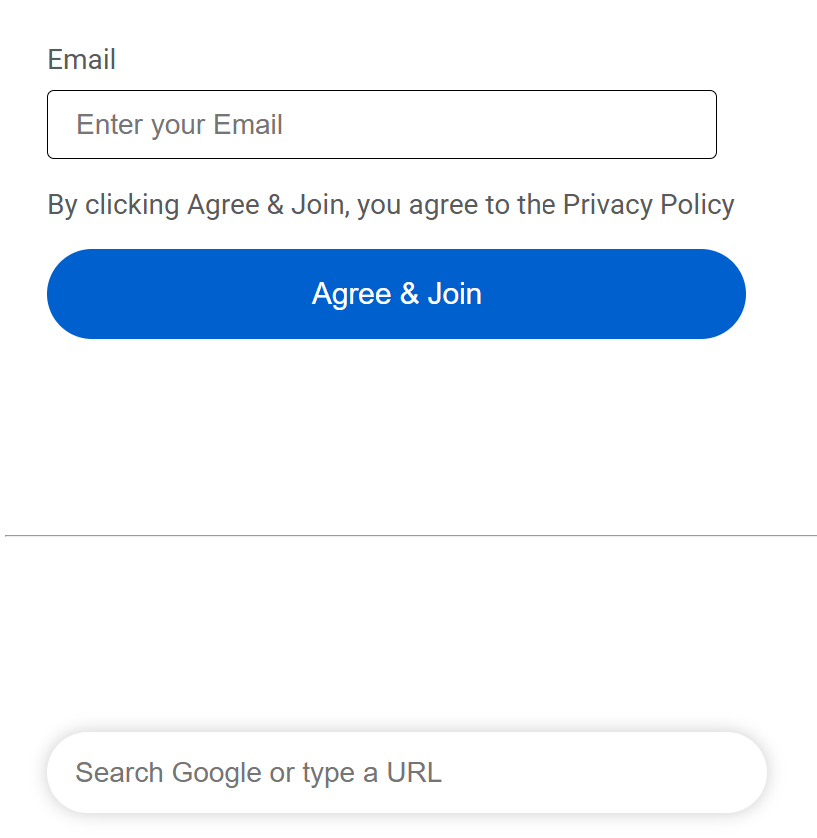 Email
Enter your Email
By clicking Agree & Join, you agree to the Privacy Policy
Agree & Join
Search Google or type a URL